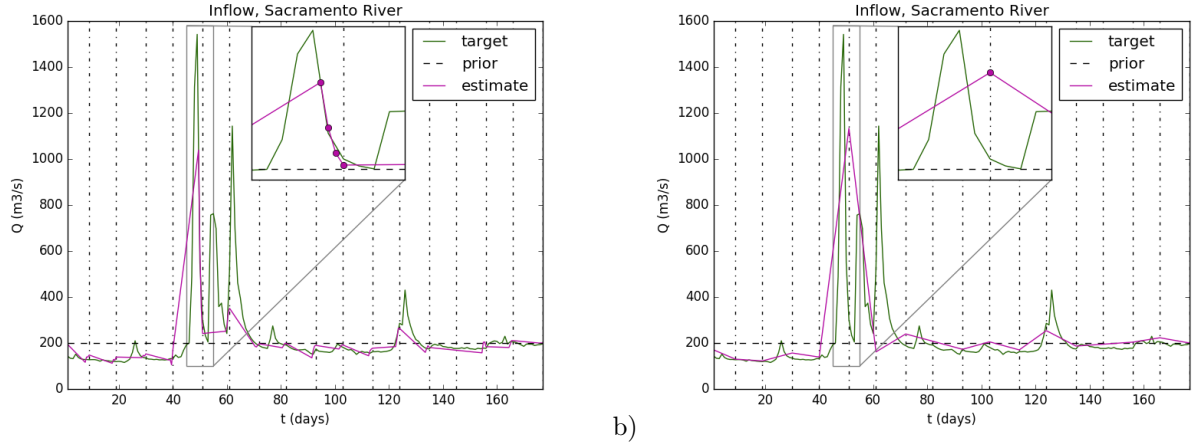 Inflow, Sacramento River
1600
1400
1200
1000
800
600
400
200
0
Q (m3/s)
20
40
60
80
100
120
140
160
t (days)
target
prior
estimate
b)
Inflow, Sacramento River
1600
1400
1200
1000
800
600
400
200
0
Q (m3/s)
20
40
60
80
100
120
140
160
t (days)
target
prior
estimate